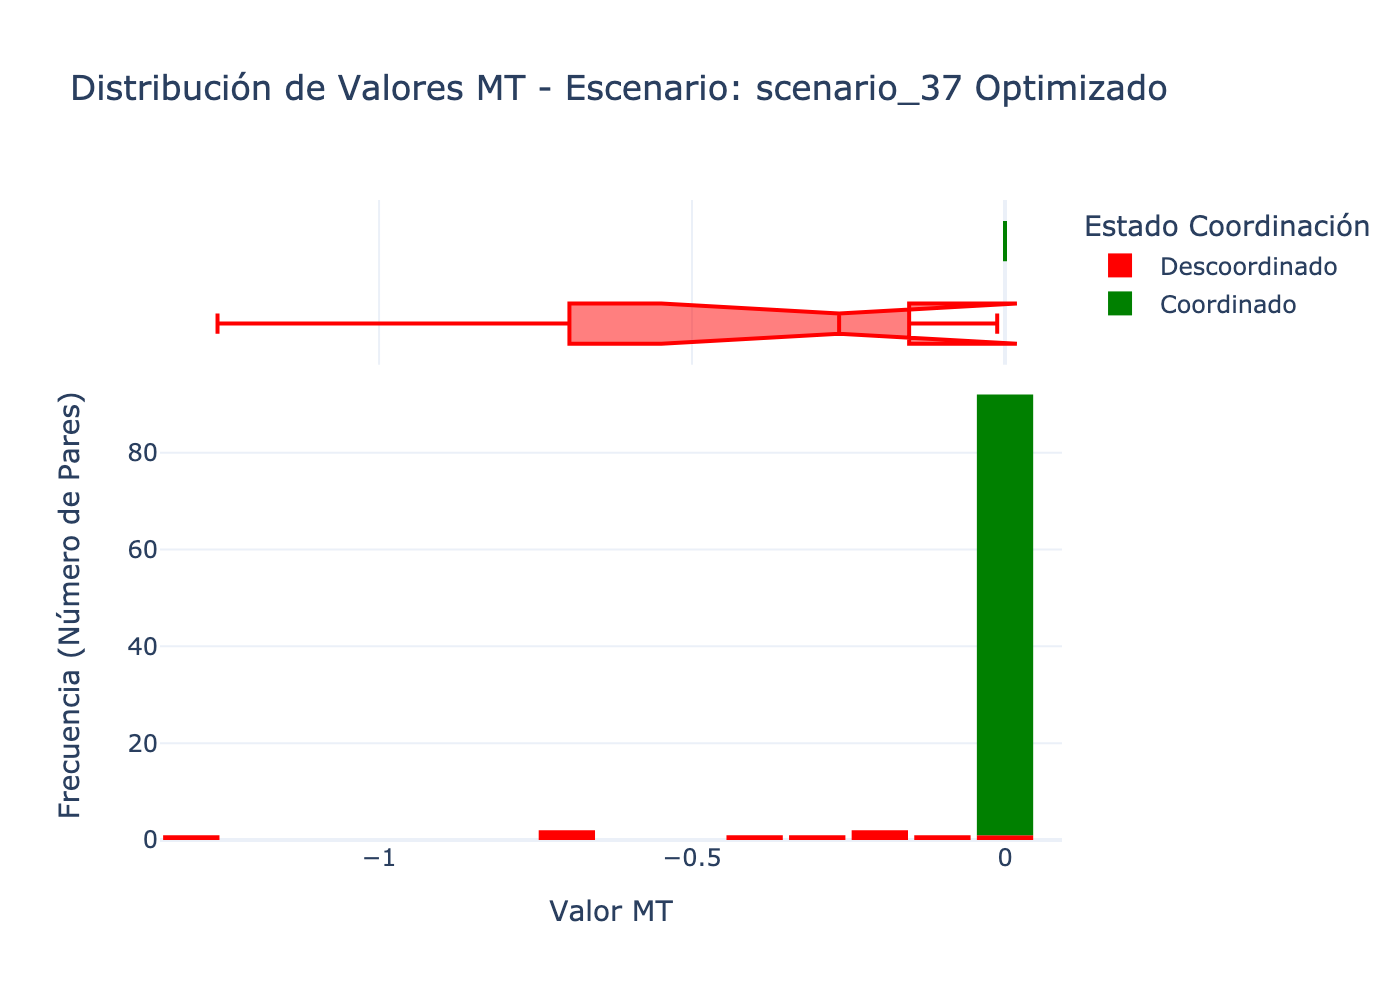 Distribución de Valores MT - Escenario: scenario_37 Optimizado
Estado Coordinación
Descoordinado
Coordinado
Frecuencia (Número de Pares)
80
60
40
20
0
−1
−0.5
0
Valor MT